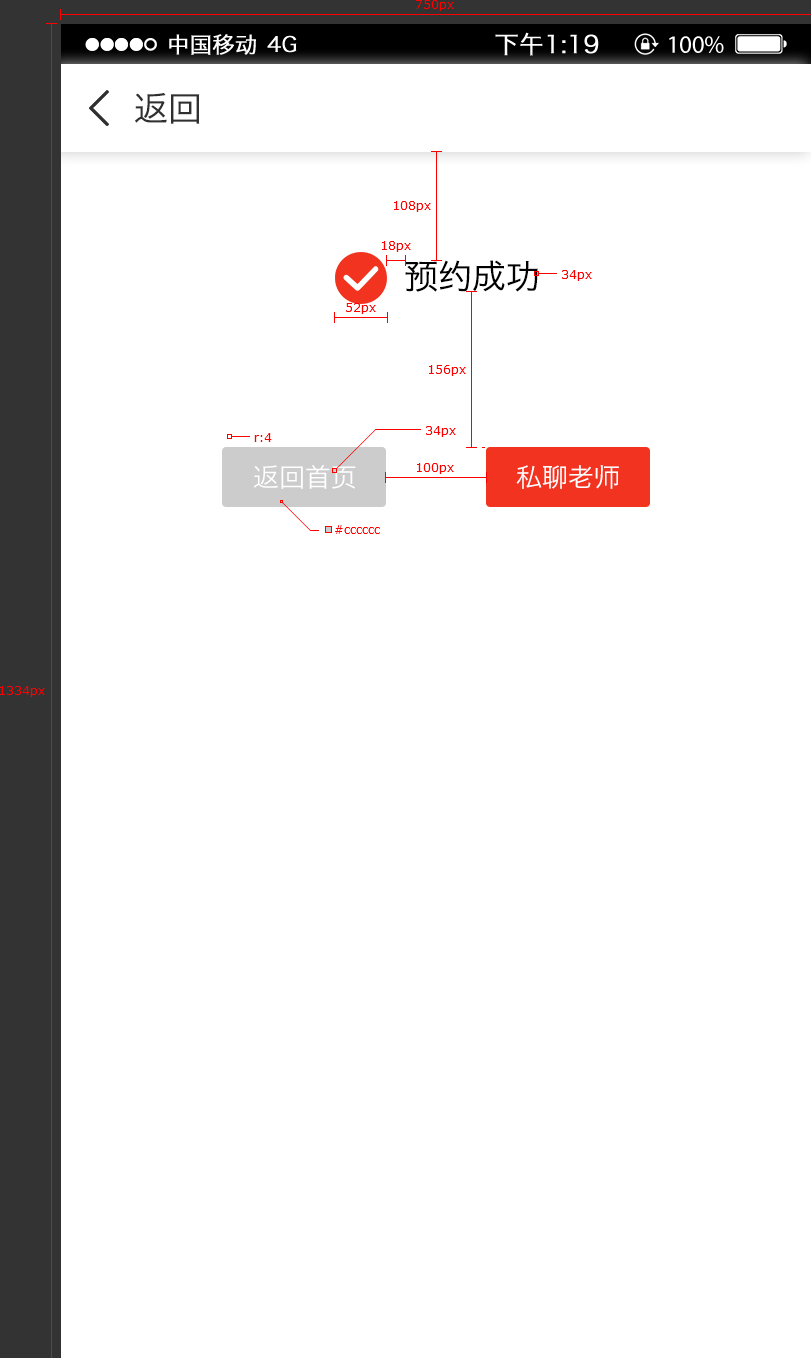 750px
中国移动 4G 下午1:19 100%
返回
108px
18px
预约成功 34px
52px
156px
34px
r:4
100px
返回首页 私聊老师
#cccccc
1334px